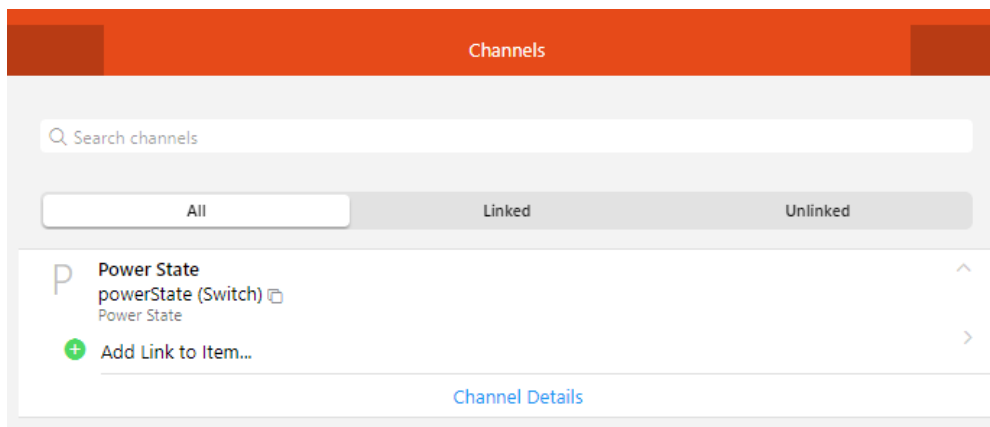 Channels
Search channels
All Linked Unlinked
P
Power State
powerState (Switch)
Power State
Add Link to Item...
Channel Details